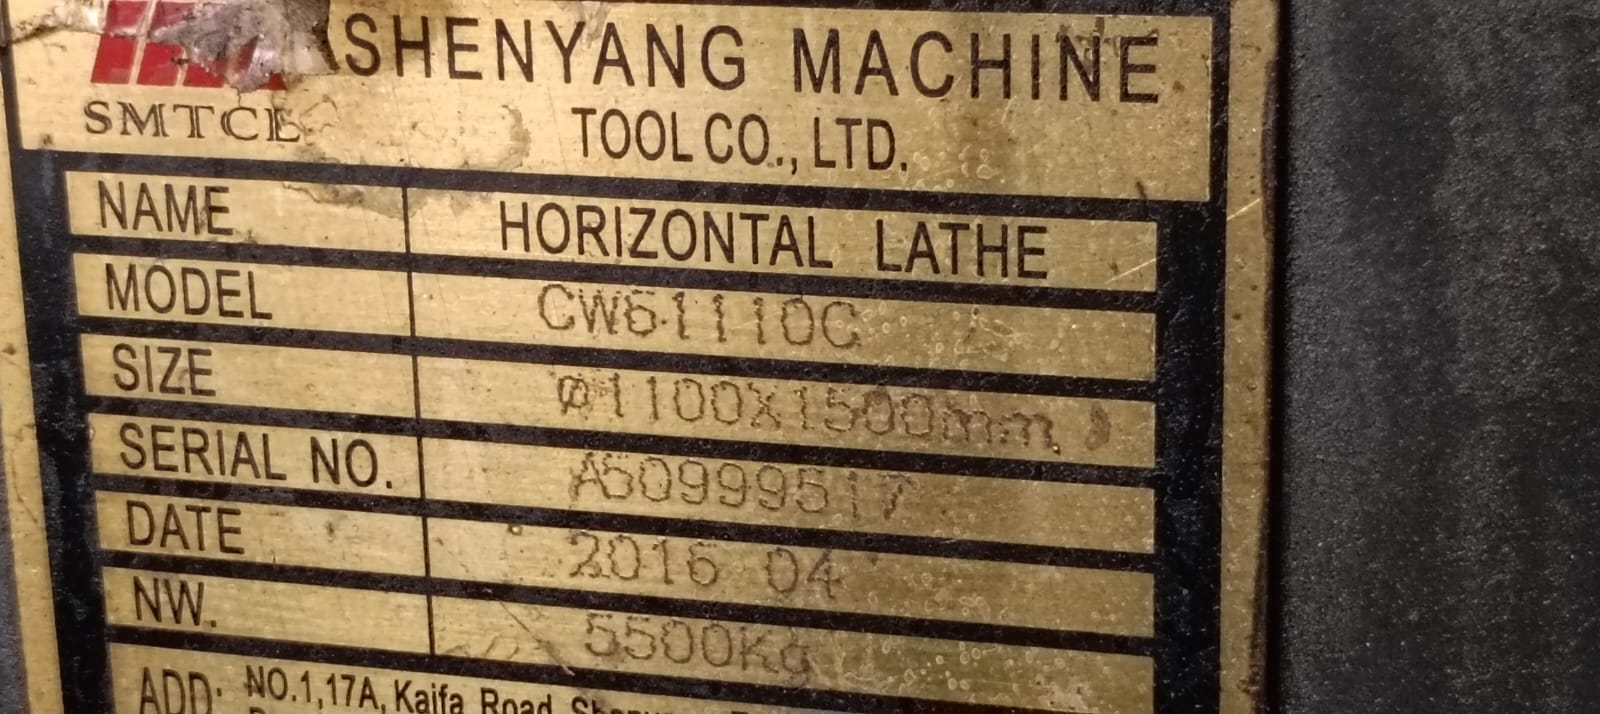 SHENYANG MACHINE
TOOL CO., LTD.
SMTCL
NAME HORIZONTAL LATHE
MODEL CW61110C
SIZE ø1100X1500mm
SERIAL NO. A50999517
DATE 2016 04
NW. 5500Kg
ADD: NO.1,17A, Kaifa Road